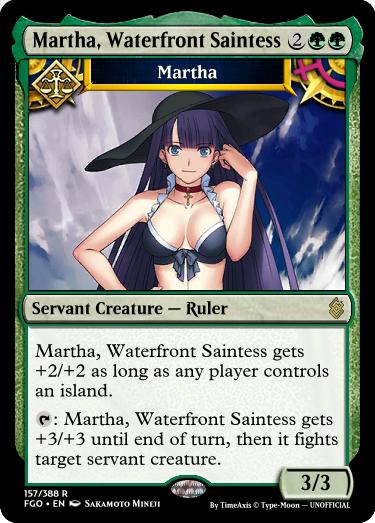 Martha, Waterfront Saintess 2
Martha
Servant Creature — Ruler
Martha, Waterfront Saintess gets
+2/+2 as long as any player controls
an island.
: Martha, Waterfront Saintess gets
+3/+3 until end of turn, then it fights
target servant creature.
3/3
157/388 R
FGO • EN Sakamoto Mineji
By TimeAxis © Type-Moon — UNOFFICIAL